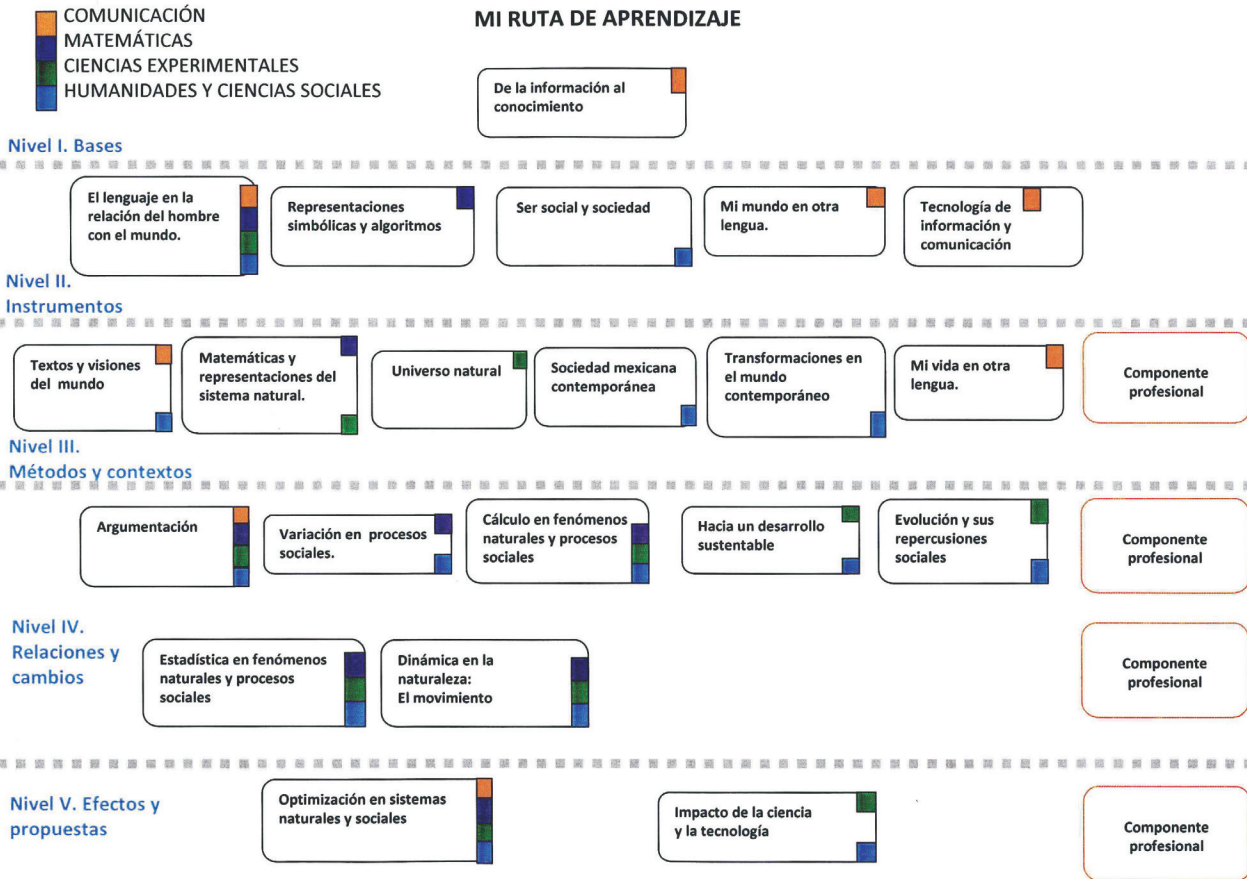 COMUNICACIÓN
MATEMÁTICAS
CIENCIAS EXPERIMENTALES
HUMANIDADES Y CIENCIAS SOCIALES
MI RUTA DE APRENDIZAJE
De la información al
conocimiento
Nivel I. Bases
El lenguaje en la
relación del hombre
con el mundo.
Representaciones
simbólicas y algoritmos
Ser social y sociedad
Mi mundo en otra
lengua.
Tecnología de
información y
comunicación
Nivel II.
Instrumentos
Textos y visiones
del mundo
Matemáticas y
representaciones del
sistema natural.
Universo natural
Sociedad mexicana
contemporánea
Transformaciones en
el mundo
contemporáneo
Mi vida en otra
lengua.
Componente
profesional
Nivel III.
Métodos y contextos
Argumentación
Variación en procesos
sociales.
Cálculo en fenómenos
naturales y procesos
sociales
Hacia un desarrollo
sustentable
Evolución y sus
repercusiones
sociales
Componente
profesional
Nivel IV.
Relaciones y
cambios
Estadística en fenómenos
naturales y procesos
sociales
Dinámica en la
naturaleza:
El movimiento
Componente
profesional
Nivel V. Efectos y
propuestas
Optimización en sistemas
naturales y sociales
Impacto de la ciencia
y la tecnología
Componente
profesional